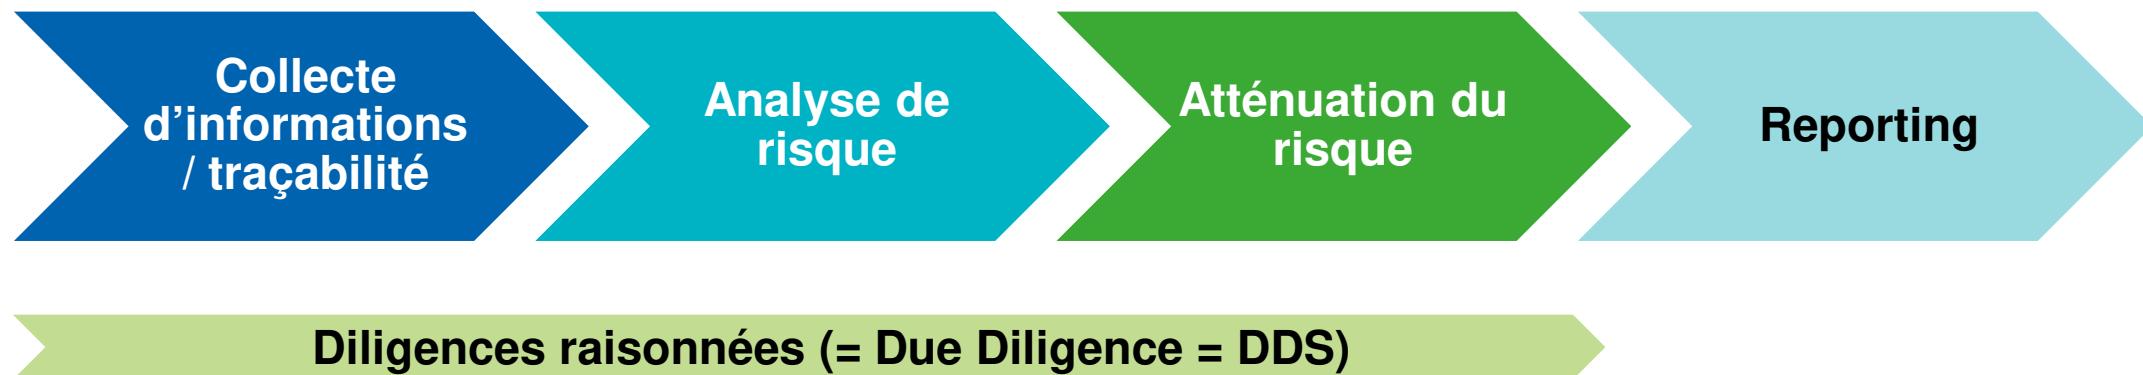 Collecte
d’informations
/ traçabilité
Analyse de
risque
Atténuation du
risque
Reporting
Diligences raisonnées (= Due Diligence = DDS)